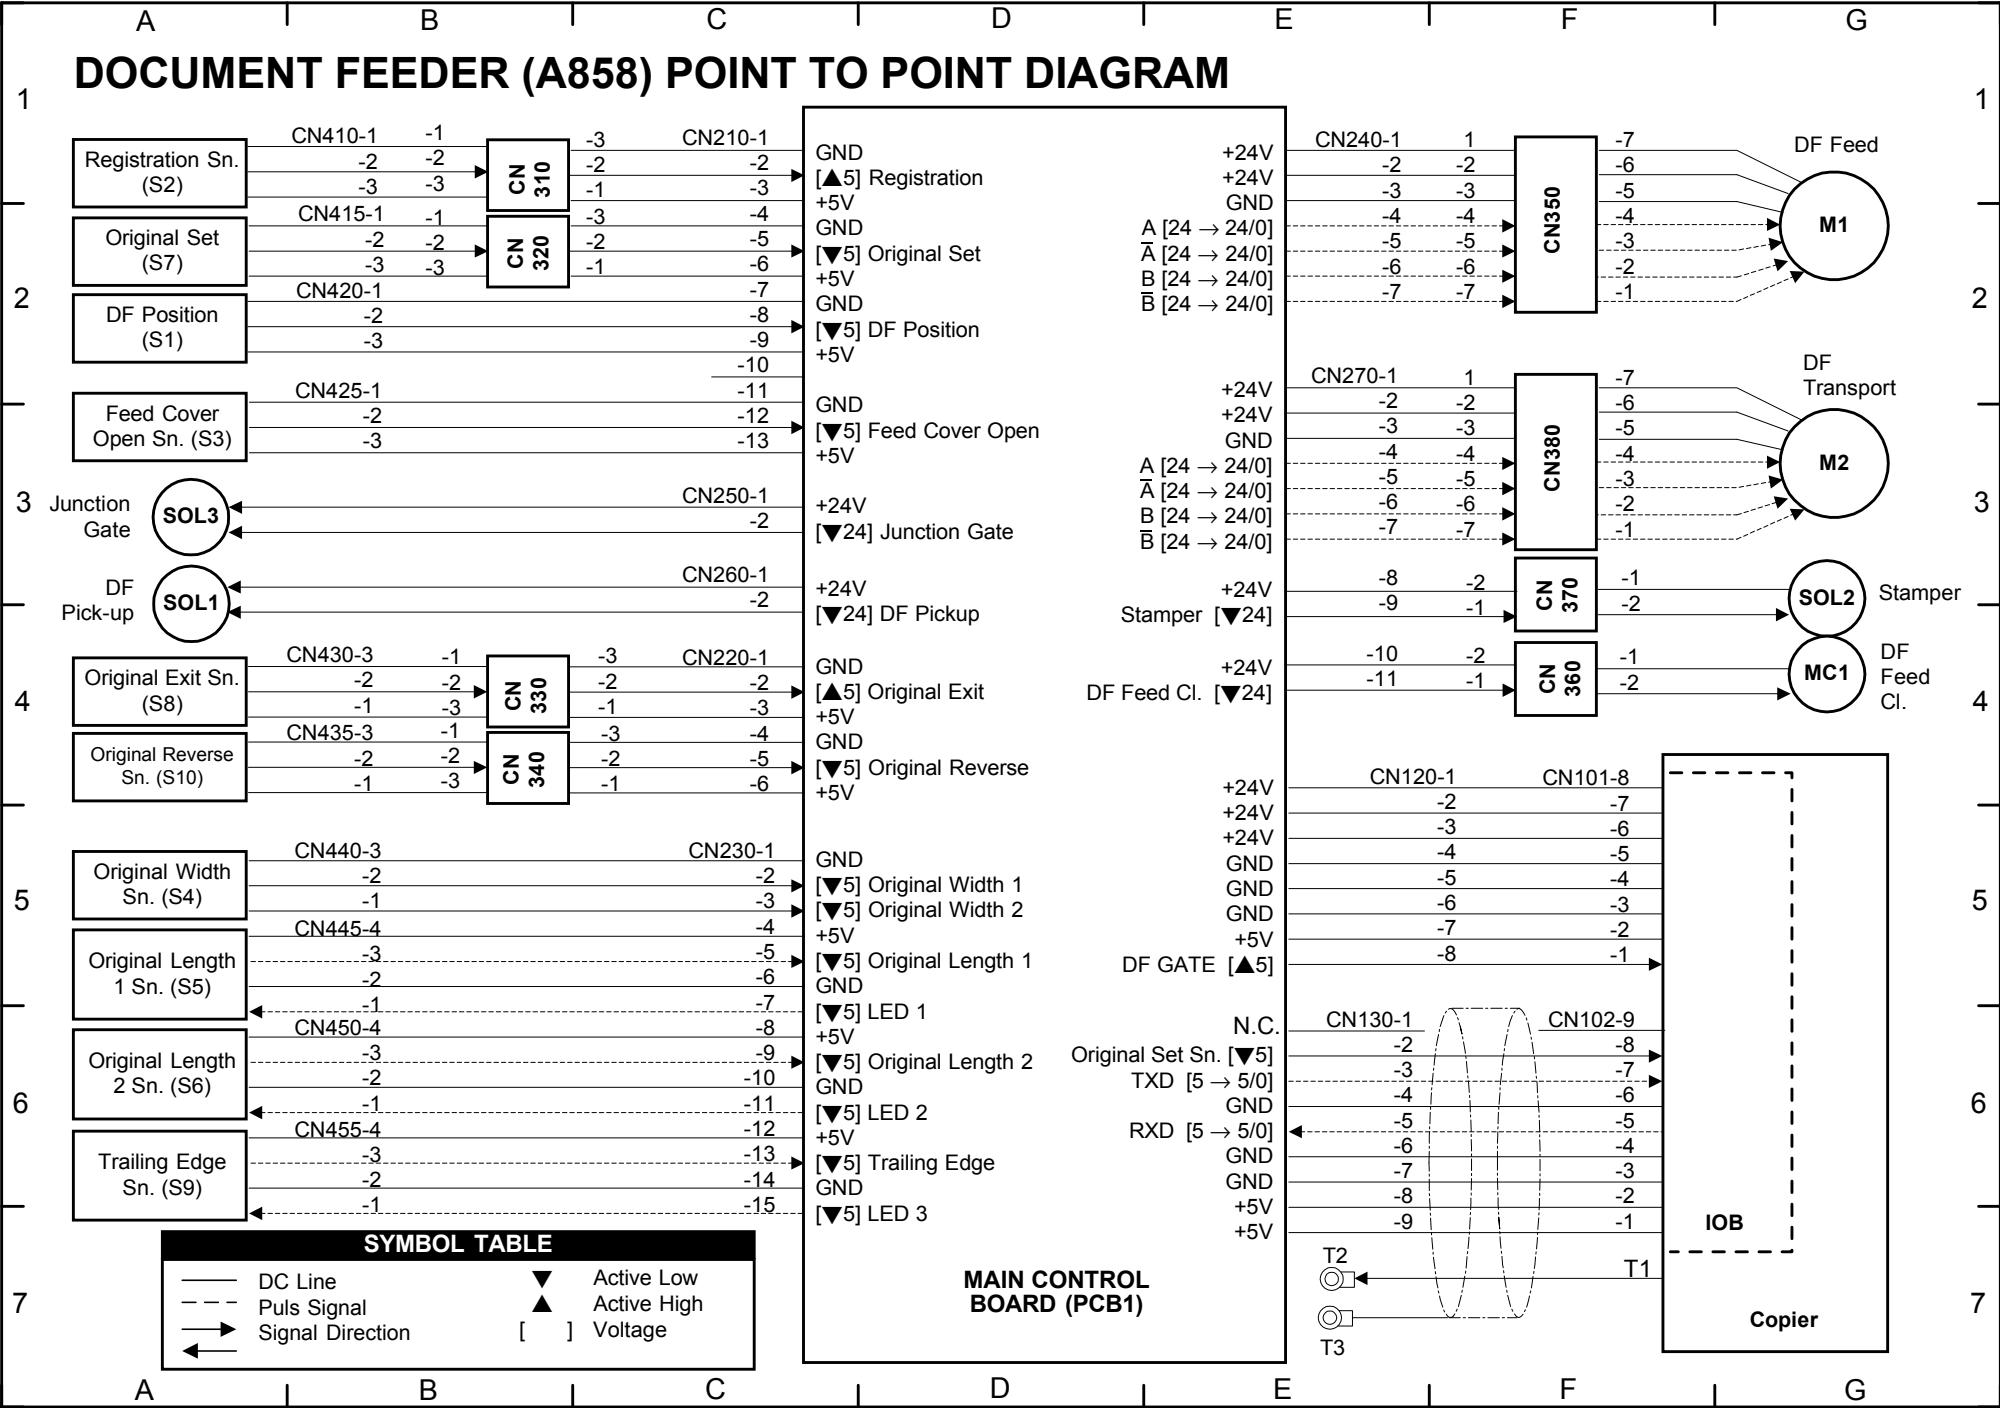 A B C D E F G
DOCUMENT FEEDER (A858) POINT TO POINT DIAGRAM
1 1
2 2
3 3
4 4
5 5
6 6
7 7
Registration Sn.
(S2)
CN410-1 -1
-2 -2
-3 -3
CN
310
-3 CN210-1
-2 -2
-1 -3
GND
[▲5] Registration
+5V
Original Set
(S7)
CN415-1 -1
-2 -2
-3 -3
CN
320
-3 -4
-2 -5
-1 -6
GND
[▼5] Original Set
+5V
DF Position
(S1)
CN420-1 -7
-2 -8
-3 -9
-10
GND
[▼5] DF Position
+5V
Feed Cover
Open Sn. (S3)
CN425-1 -11
-2 -12
-3 -13
GND
[▼5] Feed Cover Open
+5V
Junction
Gate
SOL3
CN250-1
-2
+24V
[▼24] Junction Gate
DF
Pick-up
SOL1
CN260-1
-2
+24V
[▼24] DF Pickup
Original Exit Sn.
(S8)
CN430-3 -1
-2 -2
-1 -3
CN
330
-3 CN220-1
-2 -2
-1 -3
GND
[▲5] Original Exit
+5V
Original Reverse
Sn. (S10)
CN435-3 -1
-2 -2
-1 -3
CN
340
-3 -4
-2 -5
-1 -6
GND
[▼5] Original Reverse
+5V
Original Width
Sn. (S4)
CN440-3 CN230-1
-2 -2
-1 -3
GND
[▼5] Original Width 1
[▼5] Original Width 2
Original Length
1 Sn. (S5)
CN445-4 -4
-3 -5
-2 -6
-1 -7
+5V
[▼5] Original Length 1
GND
[▼5] LED 1
Original Length
2 Sn. (S6)
CN450-4 -8
-3 -9
-2 -10
-1 -11
+5V
[▼5] Original Length 2
GND
[▼5] LED 2
Trailing Edge
Sn. (S9)
CN455-4 -12
-3 -13
-2 -14
-1 -15
+5V
[▼5] Trailing Edge
GND
[▼5] LED 3
MAIN CONTROL
BOARD (PCB1)
+24V CN240-1 1
+24V -2 -2
GND -3 -3
A [24 → 24/0] -4 -4
A̅ [24 → 24/0] -5 -5
B [24 → 24/0] -6 -6
B̅ [24 → 24/0] -7 -7
CN350
-7
-6
-5
-4
-3
-2
-1
DF Feed
M1
+24V CN270-1 1
+24V -2 -2
GND -3 -3
A [24 → 24/0] -4 -4
A̅ [24 → 24/0] -5 -5
B [24 → 24/0] -6 -6
B̅ [24 → 24/0] -7 -7
CN380
-7
-6
-5
-4
-3
-2
-1
DF
Transport
M2
+24V -8 -2
Stamper [▼24] -9 -1
CN
370
-1
-2
SOL2
Stamper
+24V -10 -2
DF Feed Cl. [▼24] -11 -1
CN
360
-1
-2
MC1
DF
Feed
Cl.
+24V CN120-1 CN101-8
+24V -2 -7
+24V -3 -6
GND -4 -5
GND -5 -4
GND -6 -3
+5V -7 -2
DF GATE [▲5] -8 -1
N.C. CN130-1 CN102-9
Original Set Sn. [▼5] -2 -8
TXD [5 → 5/0] -3 -7
GND -4 -6
RXD [5 → 5/0] -5 -5
GND -6 -4
GND -7 -3
+5V -8 -2
+5V -9 -1
IOB
T2 T1
T3
Copier
SYMBOL TABLE
DC Line ▼ Active Low
Puls Signal ▲ Active High
Signal Direction [ ] Voltage
A B C D E F G